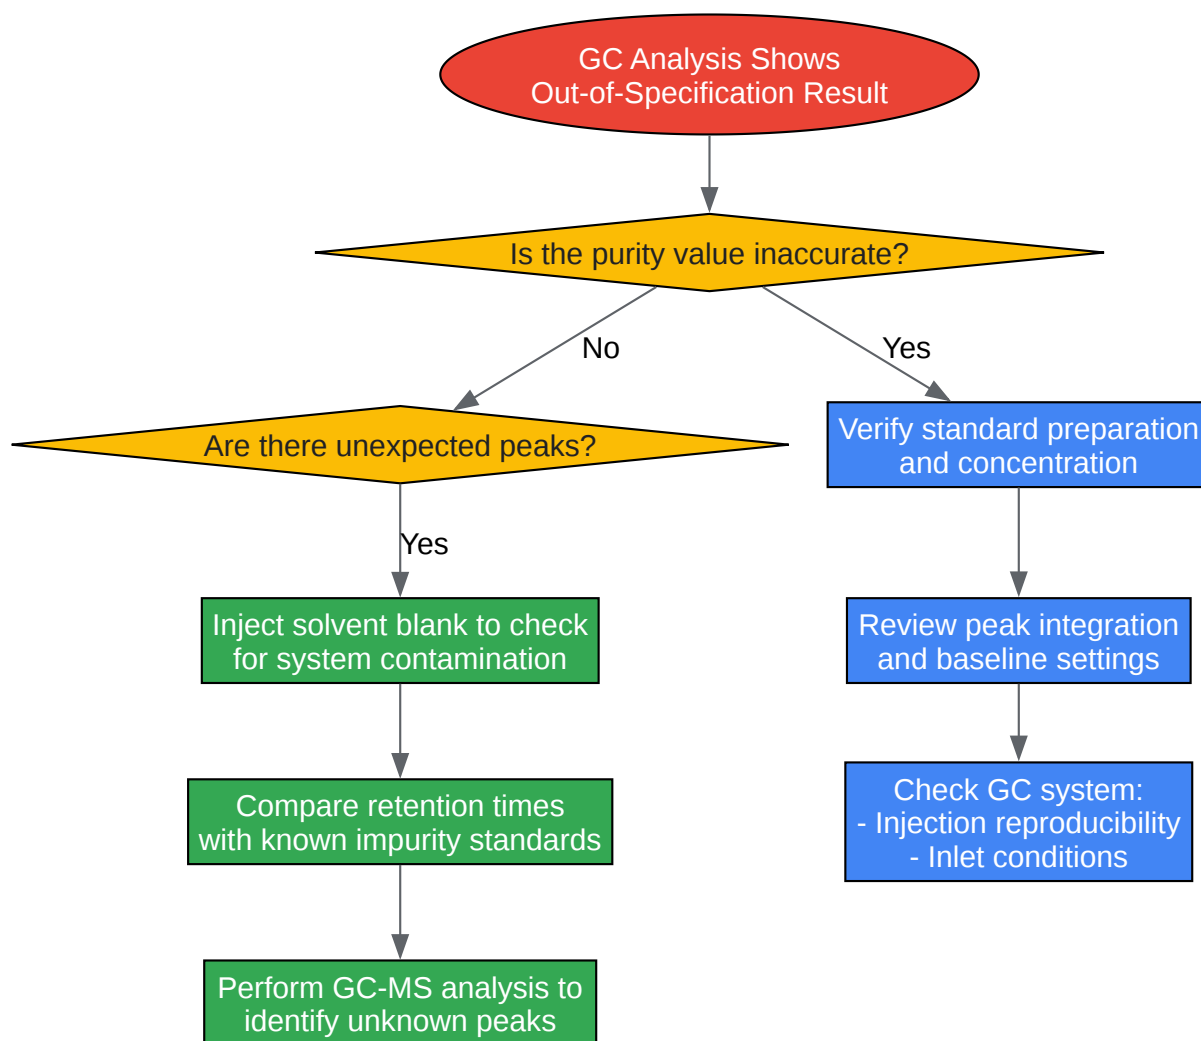 GC Analysis Shows
Out-of-Specification Result
Is the purity value inaccurate?
No
Yes
Are there unexpected peaks?
Verify standard preparation
and concentration
Yes
Inject solvent blank to check
for system contamination
Review peak integration
and baseline settings
Compare retention times
with known impurity standards
Check GC system:
- Injection reproducibility
- Inlet conditions
Perform GC-MS analysis to
identify unknown peaks